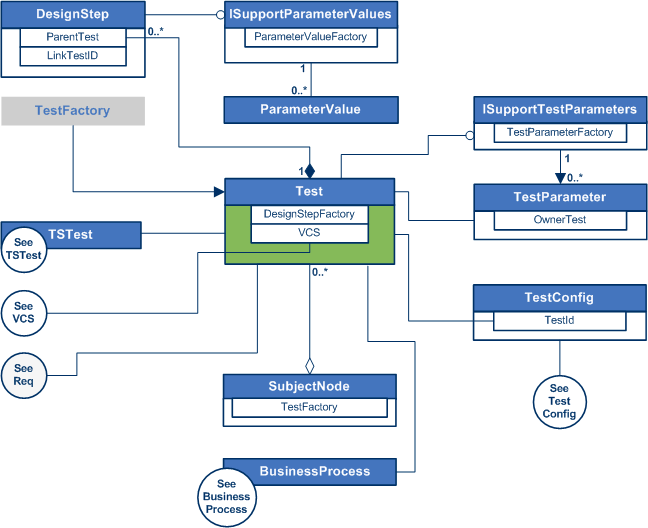 DesignStep
ParentTest
LinkTestID
0..*
ISupportParameterValues
ParameterValueFactory
1
0..*
ParameterValue
TestFactory
ISupportTestParameters
TestParameterFactory
1
0..*
1
Test
DesignStepFactory
VCS
0..*
TestParameter
OwnerTest
TSTest
See
TSTest
See
VCS
See
Req
TestConfig
TestId
See
Test
Config
SubjectNode
TestFactory
BusinessProcess
See
Business
Process